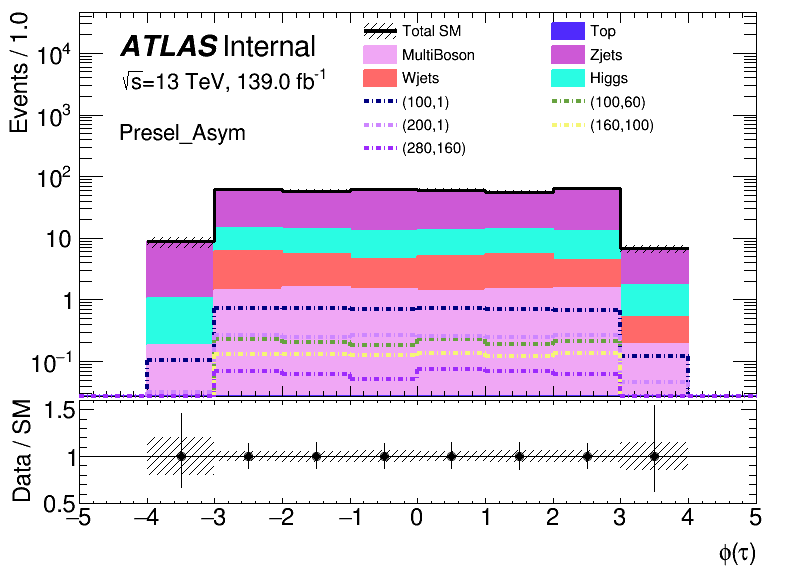 Events / 1.0
10⁴
10³
10²
10
1
10⁻¹
ATLAS Internal
√s=13 TeV, 139.0 fb⁻¹
Presel_Asym
Total SM
Top
MultiBoson
Zjets
Wjets
Higgs
(100,1)
(100,60)
(200,1)
(160,100)
(280,160)
Data / SM
1.5
1
0.5
−5 −4 −3 −2 −1 0 1 2 3 4 5
ϕ(τ)